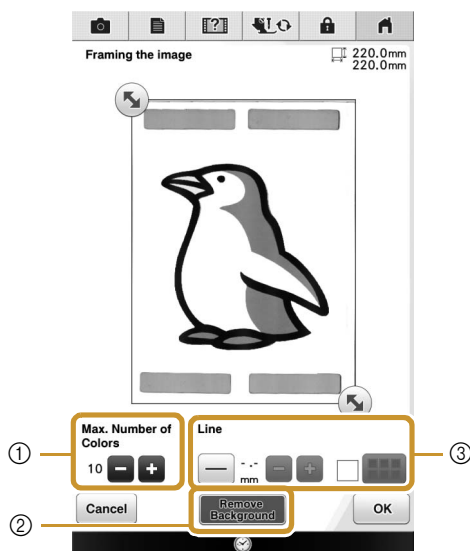 Framing the image
220.0mm
220.0mm
Max. Number of
Colors
10 - +
Line
-.-
mm - +
Cancel
Remove
Background
OK
①
②
③